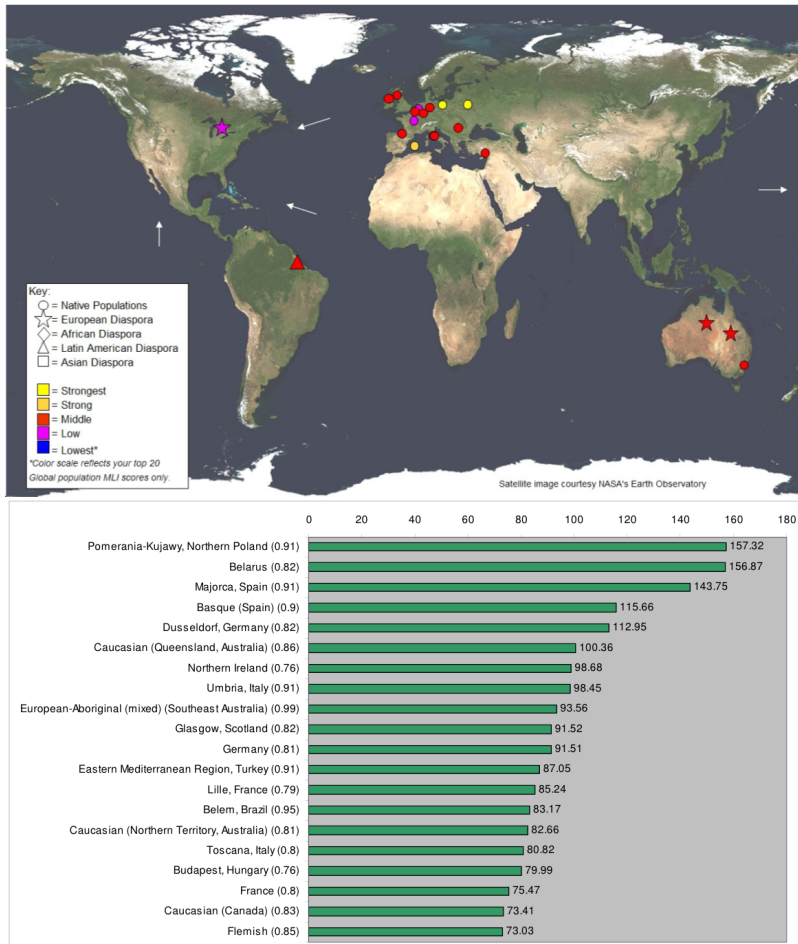 Key:
= Native Populations
= European Diaspora
= African Diaspora
= Latin American Diaspora
= Asian Diaspora
= Strongest
= Strong
= Middle
= Low
= Lowest*
*Color scale reflects your top 20
Global population MLI scores only.
Satellite image courtesy NASA's Earth Observatory
0 20 40 60 80 100 120 140 160 180
Pomerania-Kujawy, Northern Poland (0.91) 157.32
Belarus (0.82) 156.87
Majorca, Spain (0.91) 143.75
Basque (Spain) (0.9) 115.66
Dusseldorf, Germany (0.82) 112.95
Caucasian (Queensland, Australia) (0.86) 100.36
Northern Ireland (0.76) 98.68
Umbria, Italy (0.91) 98.45
European-Aboriginal (mixed) (Southeast Australia) (0.99) 93.56
Glasgow, Scotland (0.82) 91.52
Germany (0.81) 91.51
Eastern Mediterranean Region, Turkey (0.91) 87.05
Lille, France (0.79) 85.24
Belem, Brazil (0.95) 83.17
Caucasian (Northern Territory, Australia) (0.81) 82.66
Toscana, Italy (0.8) 80.82
Budapest, Hungary (0.76) 79.99
France (0.8) 75.47
Caucasian (Canada) (0.83) 73.41
Flemish (0.85) 73.03